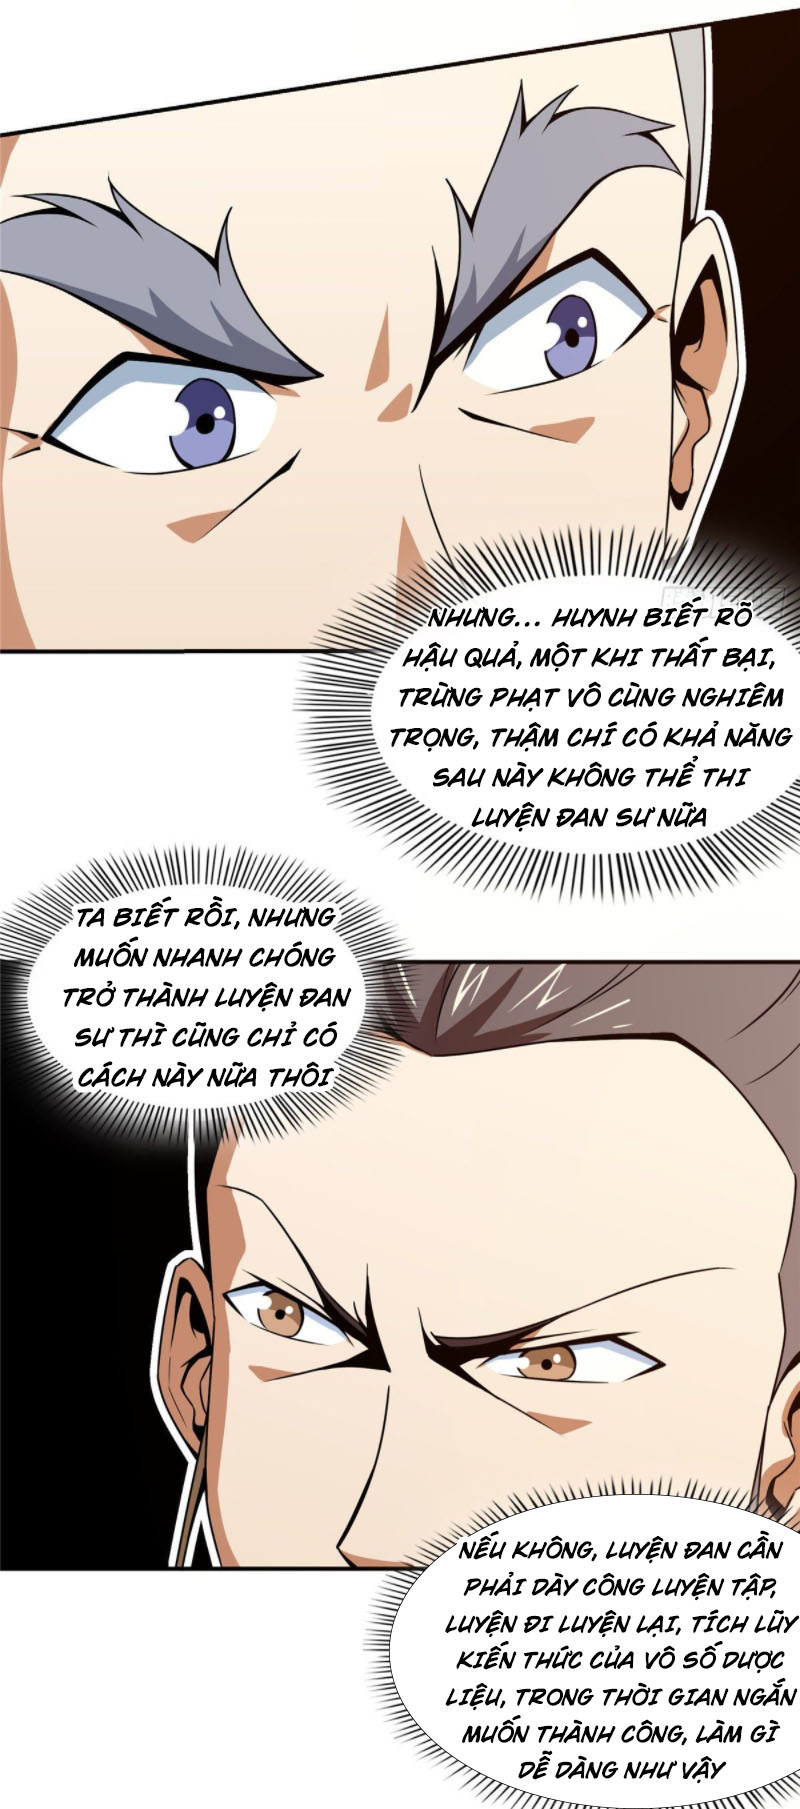 NHƯNG... HUYNH BIẾT RÕ
HẬU QUẢ, MỘT KHI THẤT BẠI,
TRỪNG PHẠT VÔ CÙNG NGHIÊM
TRỌNG, THẬM CHÍ CÓ KHẢ NĂNG
SAU NÀY KHÔNG THỂ THI
LUYỆN ĐAN SƯ NỮA
TA BIẾT RỒI, NHƯNG
MUỐN NHANH CHÓNG
TRỞ THÀNH LUYỆN ĐAN
SƯ THÌ CŨNG CHỈ CÓ
CÁCH NÀY NỮA THÔI
NẾU KHÔNG, LUYỆN ĐAN CẦN
PHẢI DÀY CÔNG LUYỆN TẬP,
LUYỆN ĐI LUYỆN LẠI, TÍCH LŨY
KIẾN THỨC CỦA VÔ SỐ DƯỢC
LIỆU, TRONG THỜI GIAN NGẮN
MUỐN THÀNH CÔNG, LÀM GÌ
DỄ DÀNG NHƯ VẬY